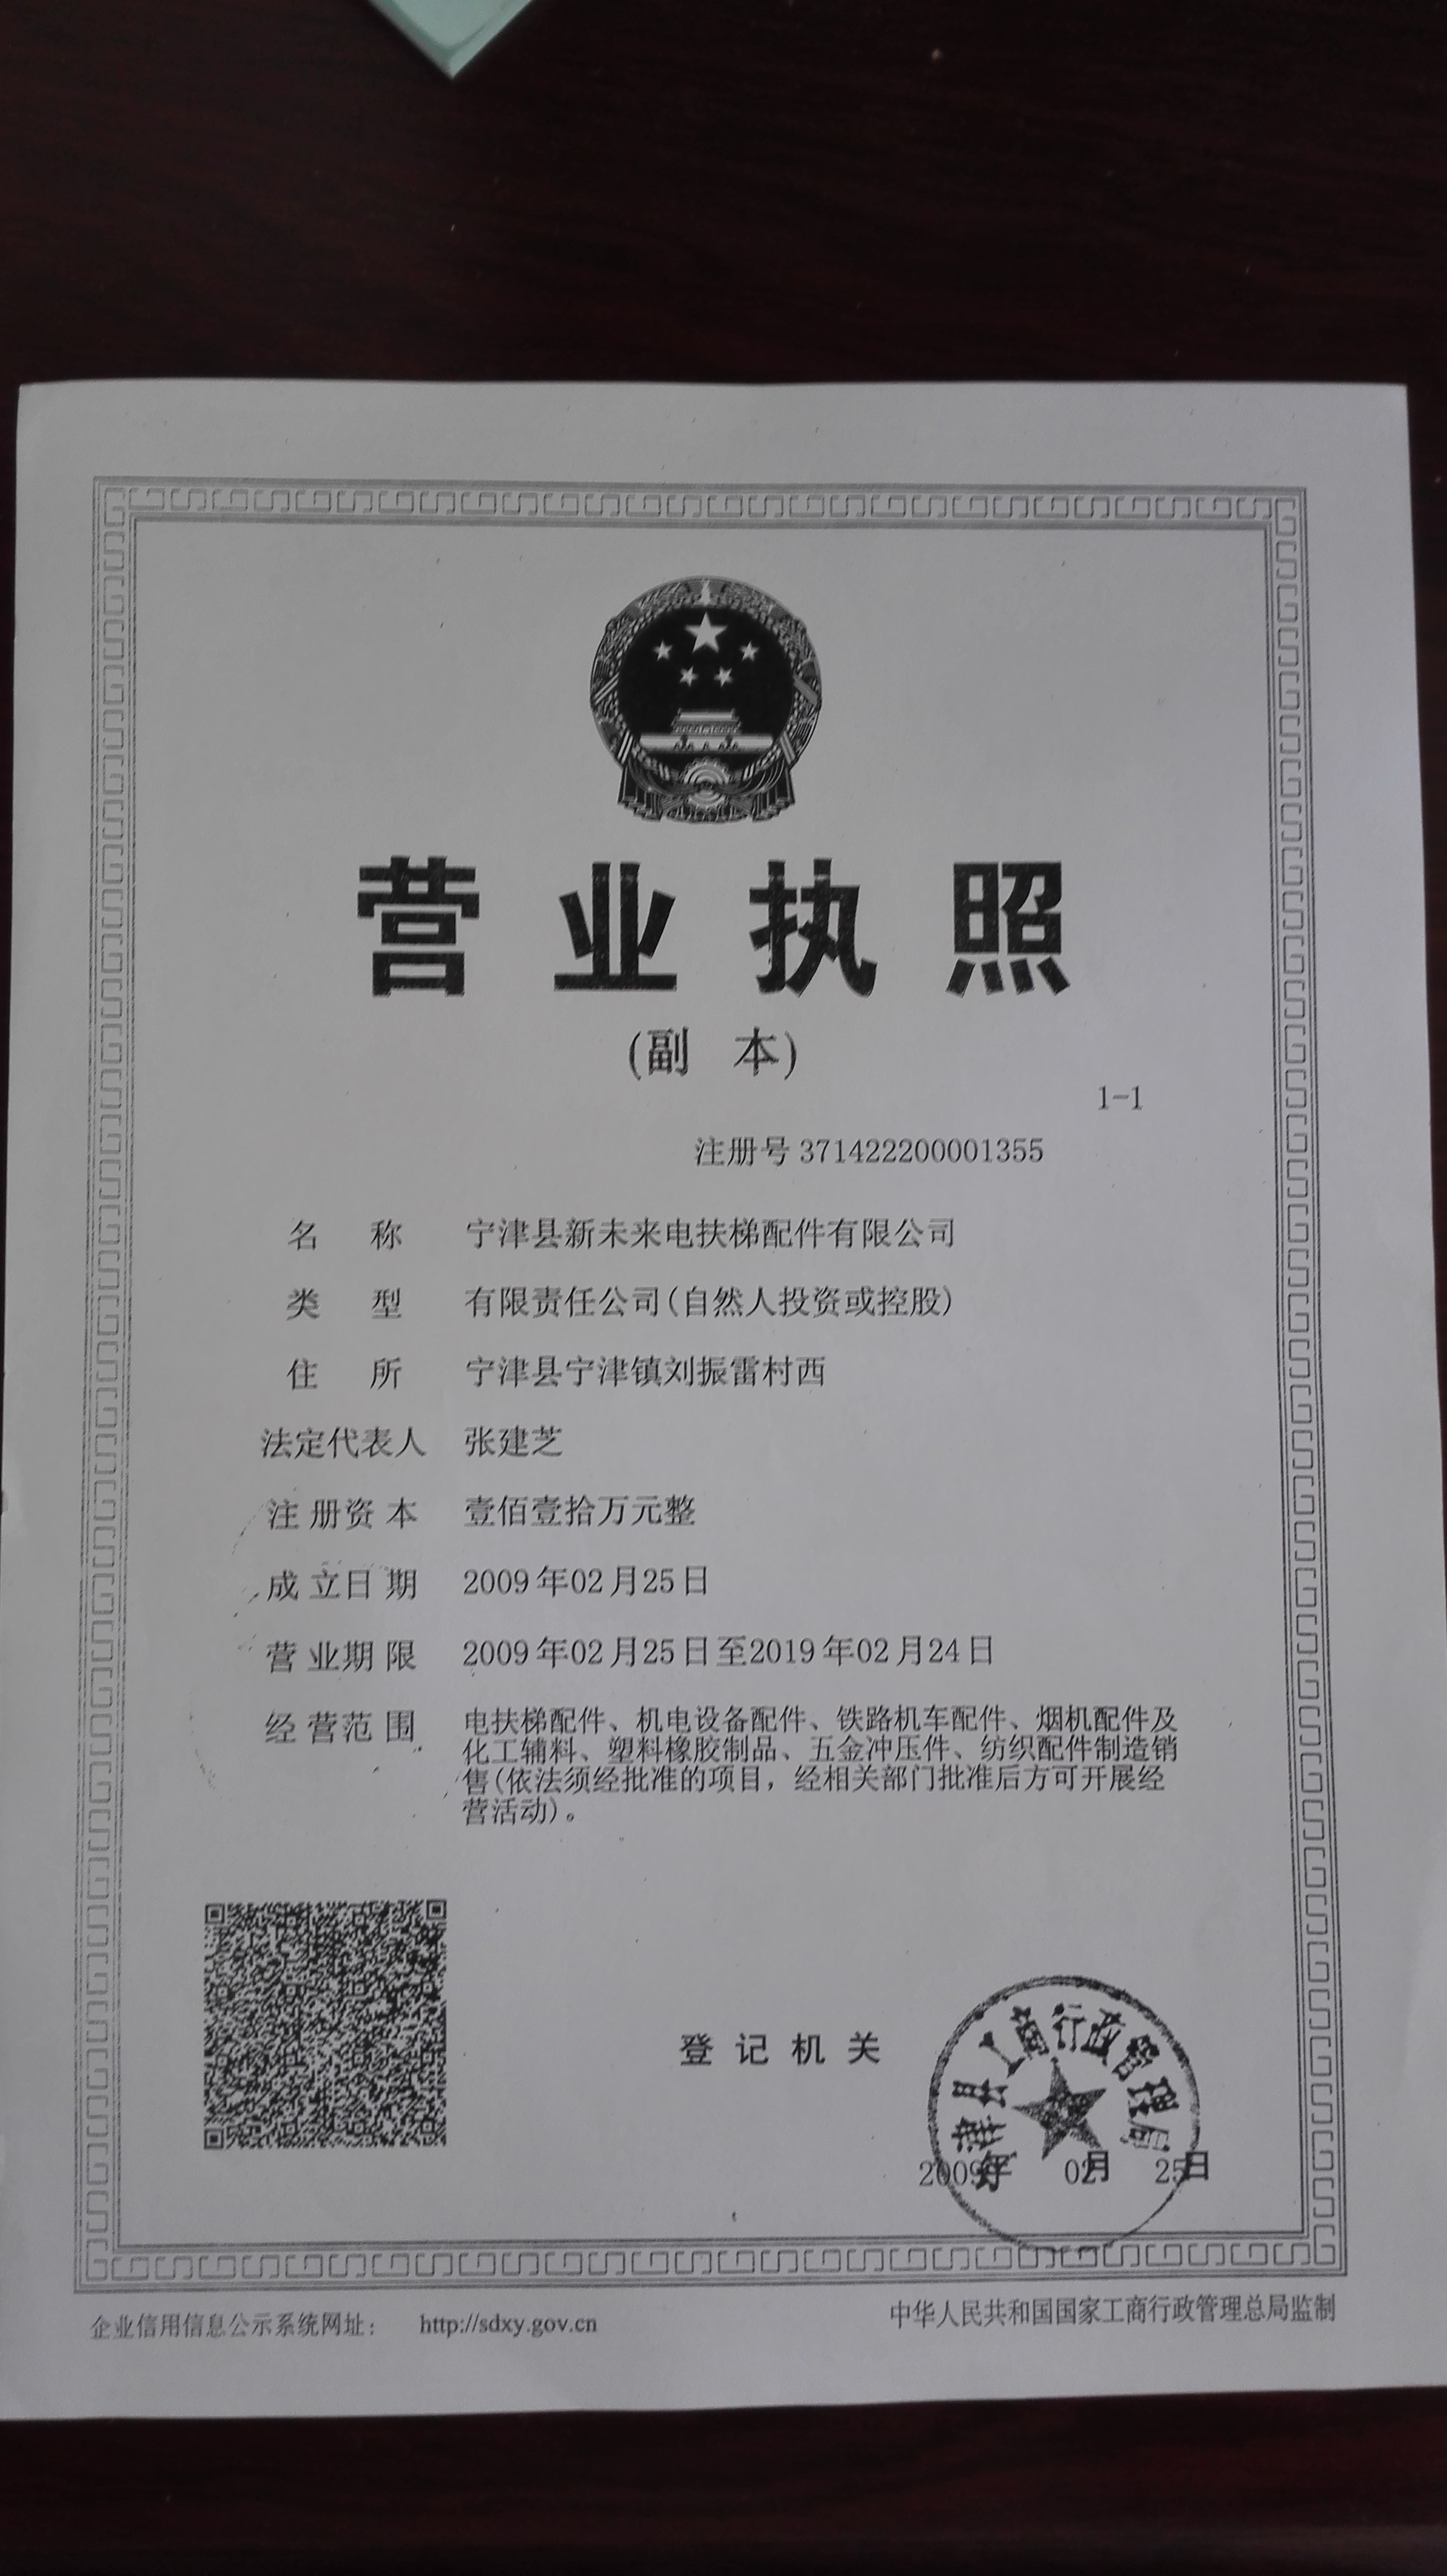 营业执照
(副 本)
1-1
注册号 371422200001355
名 称 宁津县新未来电扶梯配件有限公司
类 型 有限责任公司(自然人投资或控股)
住 所 宁津县宁津镇刘振雷村西
法定代表人 张建芝
注册资本 壹佰壹拾万元整
成立日期 2009年02月25日
营业期限 2009年02月25日至2019年02月24日
经营范围 电扶梯配件、机电设备配件、铁路机车配件、烟机配件及
化工辅料、塑料橡胶制品、五金冲压件、纺织配件制造销
售(依法须经批准的项目，经相关部门批准后方可开展经
营活动)。
登记机关
津县工商行政管理局
2009年 02月 25日
企业信用信息公示系统网址： http://sdxy.gov.cn
中华人民共和国国家工商行政管理总局监制